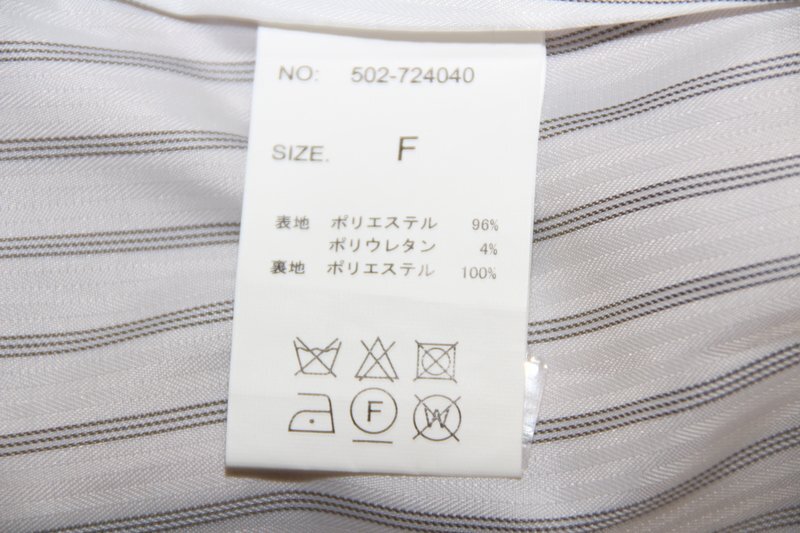 NO: 502-724040
SIZE. F
表地 ポリエステル 96%
ポリウレタン 4%
裏地 ポリエステル 100%
F W